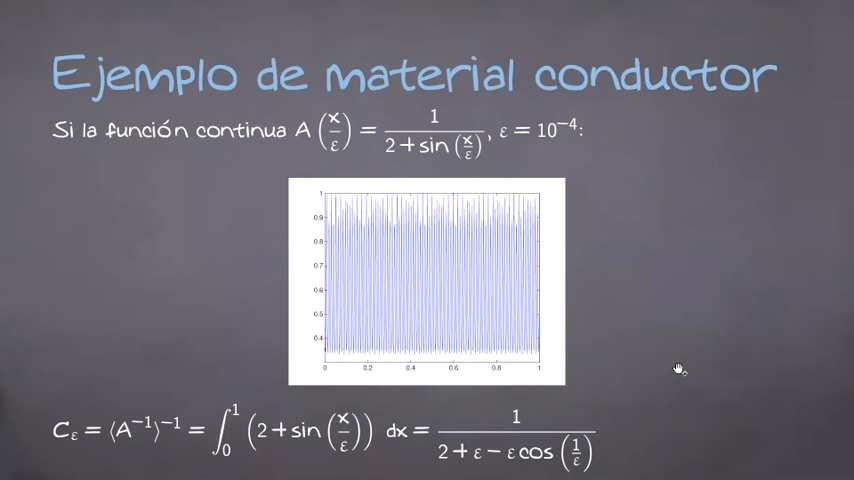 Ejemplo de material conductor
Si la función continua A (x/ε) = 1/(2+sin(x/ε)), ε = 10⁻⁴:
1
0.9
0.8
0.7
0.6
0.5
0.4
0 0.2 0.4 0.6 0.8 1
Cε = ⟨A⁻¹⟩⁻¹ = ∫₀¹ (2+sin(x/ε)) dx = 1/(2+ε−εcos(1/ε))